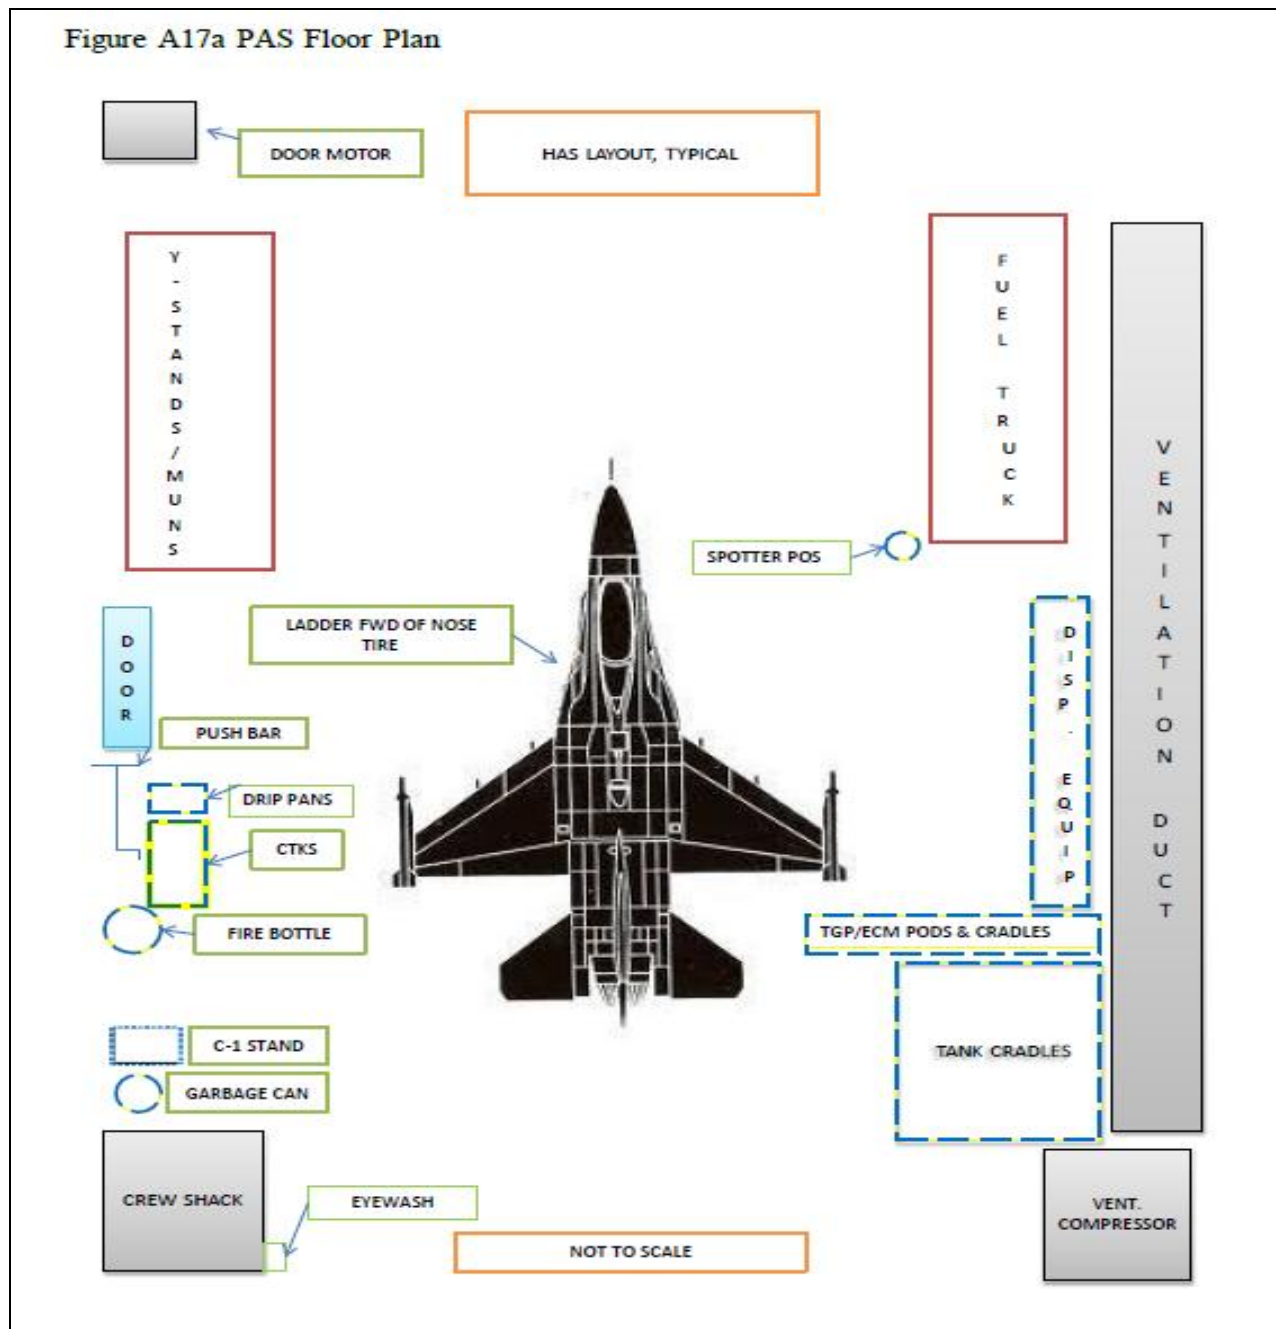 Figure A17a PAS Floor Plan
DOOR MOTOR
HAS LAYOUT, TYPICAL
Y-STANDS/MUNS
FUEL TRUCK
VENTILATION DUCT
SPOTTER POS
LADDER FWD OF NOSE
TIRE
DOOR
DISP. EQUIP
PUSH BAR
DRIP PANS
CTKS
FIRE BOTTLE
TGP/ECM PODS & CRADLES
C-1 STAND
TANK CRADLES
GARBAGE CAN
CREW SHACK
EYEWASH
VENT.
COMPRESSOR
NOT TO SCALE